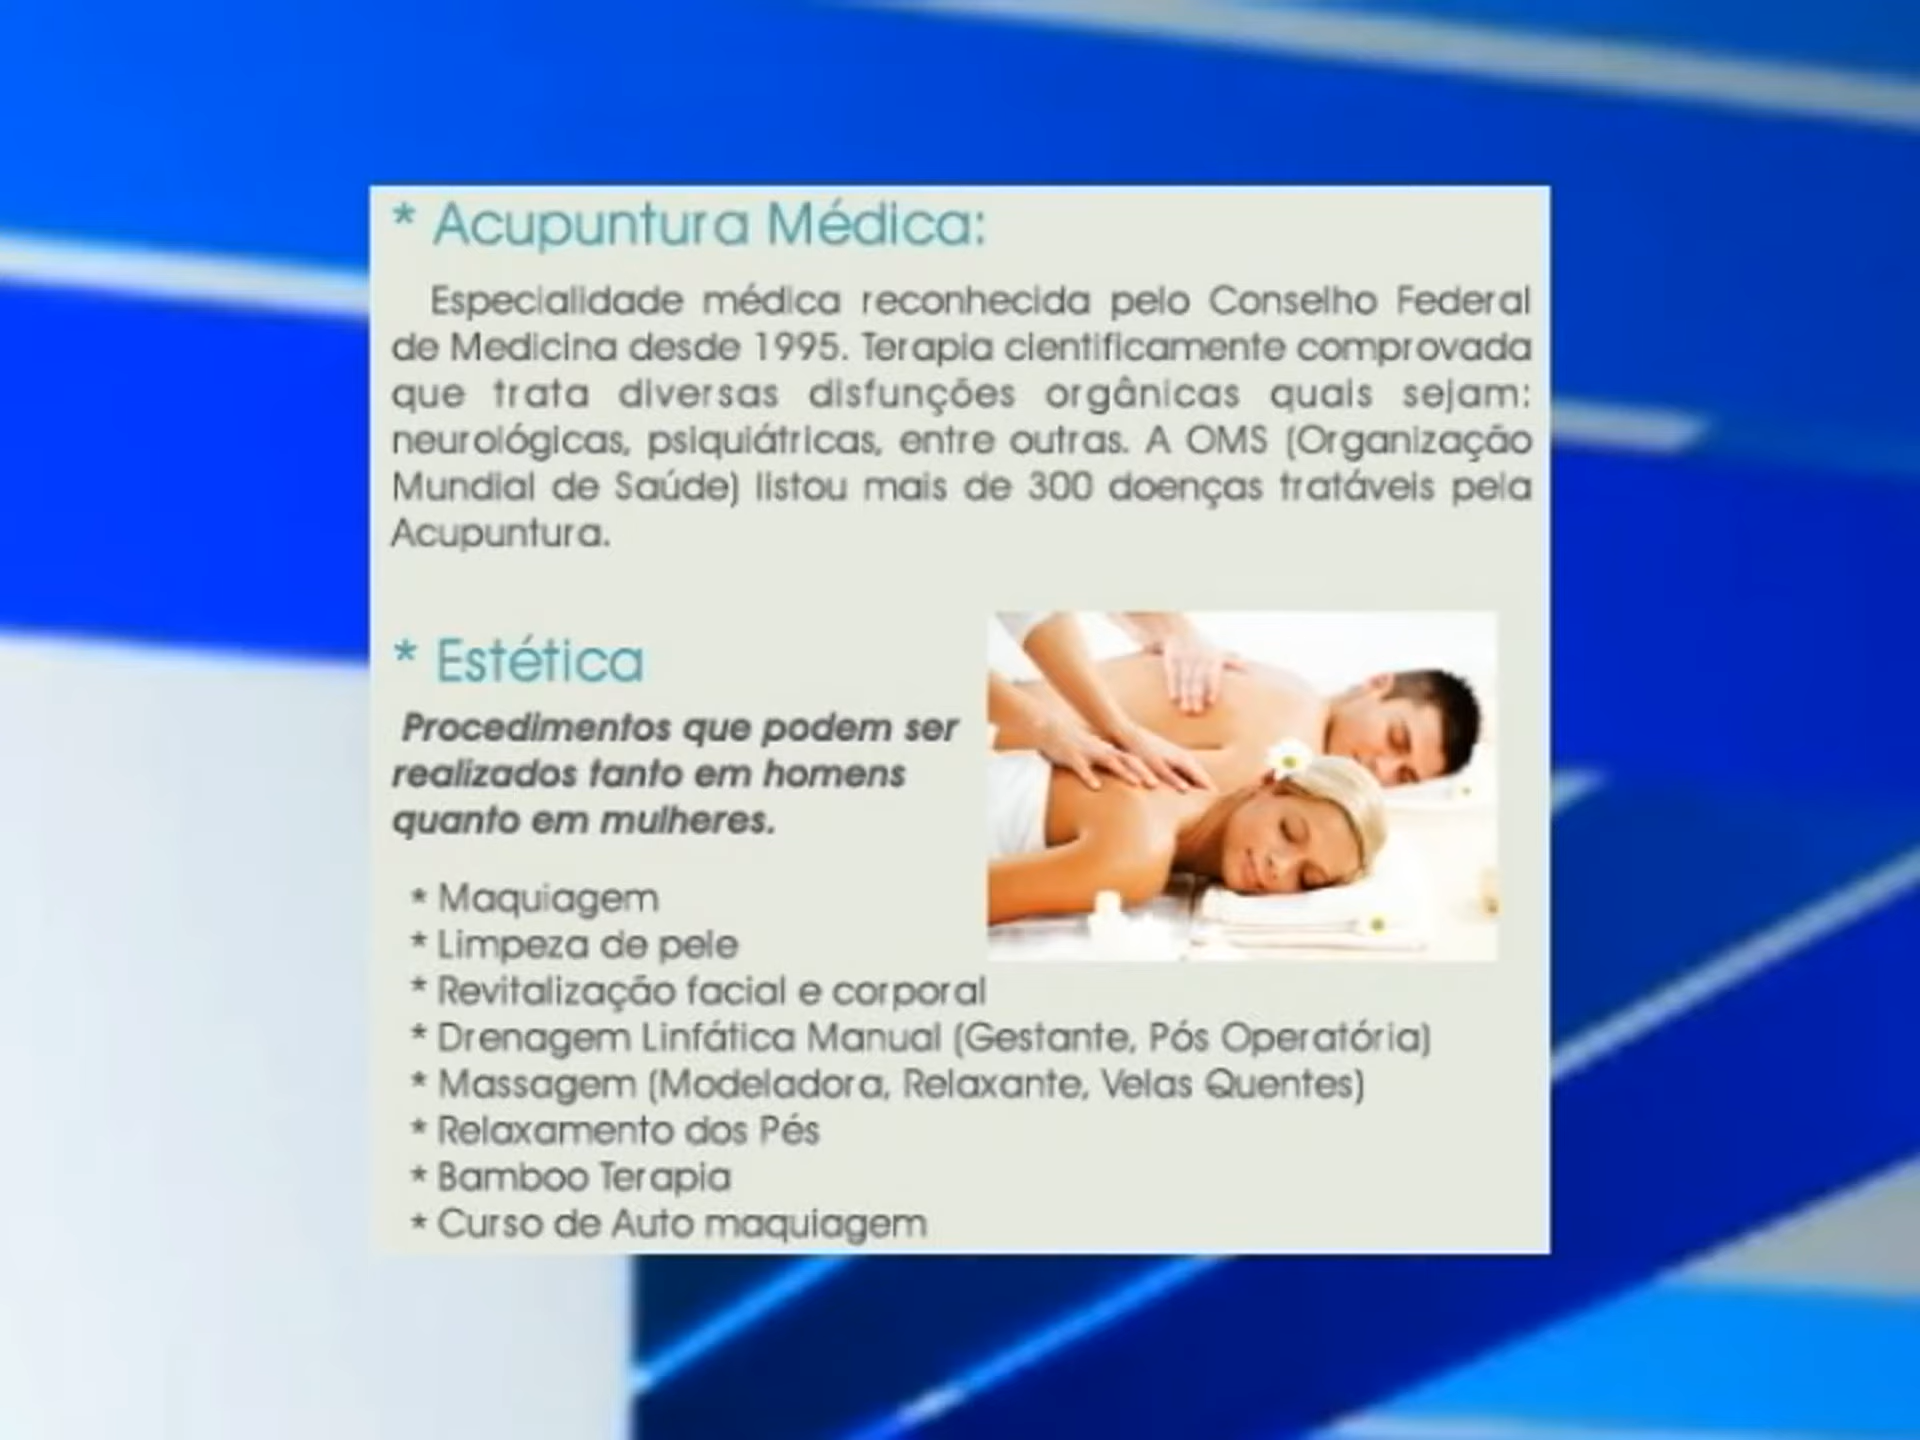 * Acupuntura Médica:
Especialidade médica reconhecida pelo Conselho Federal
de Medicina desde 1995. Terapia cientificamente comprovada
que trata diversas disfunções orgânicas quais sejam:
neurológicas, psiquiátricas, entre outras. A OMS (Organização
Mundial de Saúde) listou mais de 300 doenças tratáveis pela
Acupuntura.
* Estética
Procedimentos que podem ser
realizados tanto em homens
quanto em mulheres.
* Maquiagem
* Limpeza de pele
* Revitalização facial e corporal
* Drenagem Linfática Manual (Gestante, Pós Operatória)
* Massagem (Modeladora, Relaxante, Velas Quentes)
* Relaxamento dos Pés
* Bamboo Terapia
* Curso de Auto maquiagem